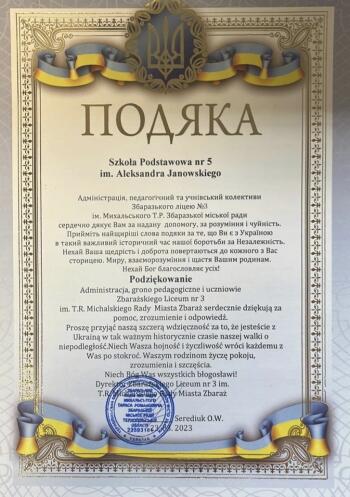 ПОДЯКА
Szkoła Podstawowa nr 5
im. Aleksandra Janowskiego
Адміністрація, педагогічний та учнівський колективи
Збаразького ліцею №3
ім. Михальського Т.Р. Збаразької міської ради
сердечно дякує Вам за надану допомогу, за розуміння і чуйність.
Прийміть найщиріші слова подяки за те, що Ви є з Україною
в такий важливий історичний час нашої боротьби за Незалежність.
Нехай Ваша щедрість і доброта повертаються до кожного з Вас
сторицею. Миру, взаєморозуміння і щастя Вашим родинам.
Нехай Бог благословляє усіх!
Podziękowanie
Administracja, grono pedagogiczne i uczniowie
Zbarażskiego Liceum nr 3
im. T.R. Michalskiego Rady Miasta Zbaraż serdecznie dziękują za
pomoc, zrozumienie i odpowiedź.
Proszę przyjąć naszą szczerą wdzięczność za to, że jesteście z
Ukrainą w tak ważnym historycznie czasie naszej walki o
niepodległość.Niech Wasza hojność i życzliwość wróci każdemu z
Was po stokroć. Waszym rodzinom życzę pokoju,
zrozumienia i szczęścia.
Niech Bóg Was wszystkich błogosławi!
Dyrektor Zbarażskiego Liceum nr 3 im.
T.R. Michalskiego Rady Miasta Zbaraż
Serediuk O.W.
2023